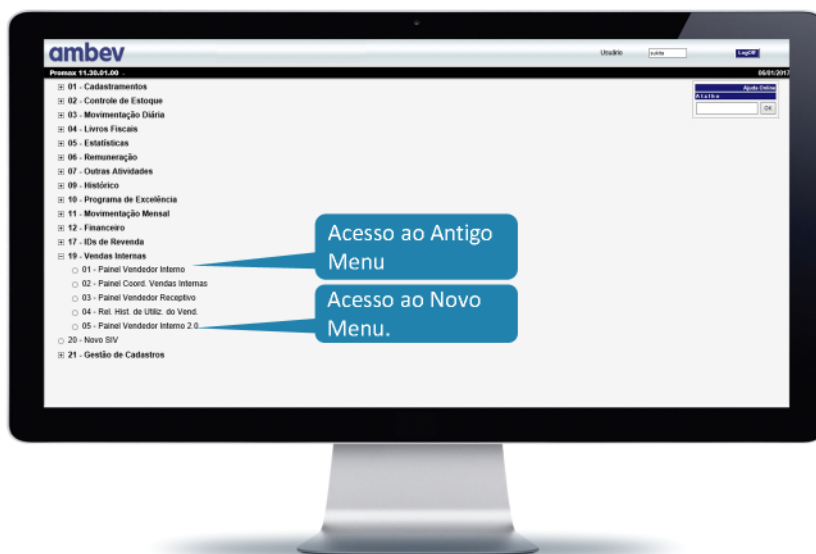 ambev
Usuário
LogOff
Promax 11.30.01.00 -
05/01/2017
01 - Cadastramentos
02 - Controle de Estoque
03 - Movimentação Diária
04 - Livros Fiscais
05 - Estatísticas
06 - Remuneração
07 - Outras Atividades
09 - Histórico
10 - Programa de Excelência
11 - Movimentação Mensal
12 - Financeiro
17 - IDs de Revenda
19 - Vendas Internas
01 - Painel Vendedor Interno
02 - Painel Coord. Vendas Internas
03 - Painel Vendedor Receptivo
04 - Rel. Hist. de Utiliz. do Vend.
05 - Painel Vendedor Interno 2.0
20 - Novo SIV
21 - Gestão de Cadastros
Ajuda Online
Atalho
OK
Acesso ao Antigo
Menu
Acesso ao Novo
Menu.